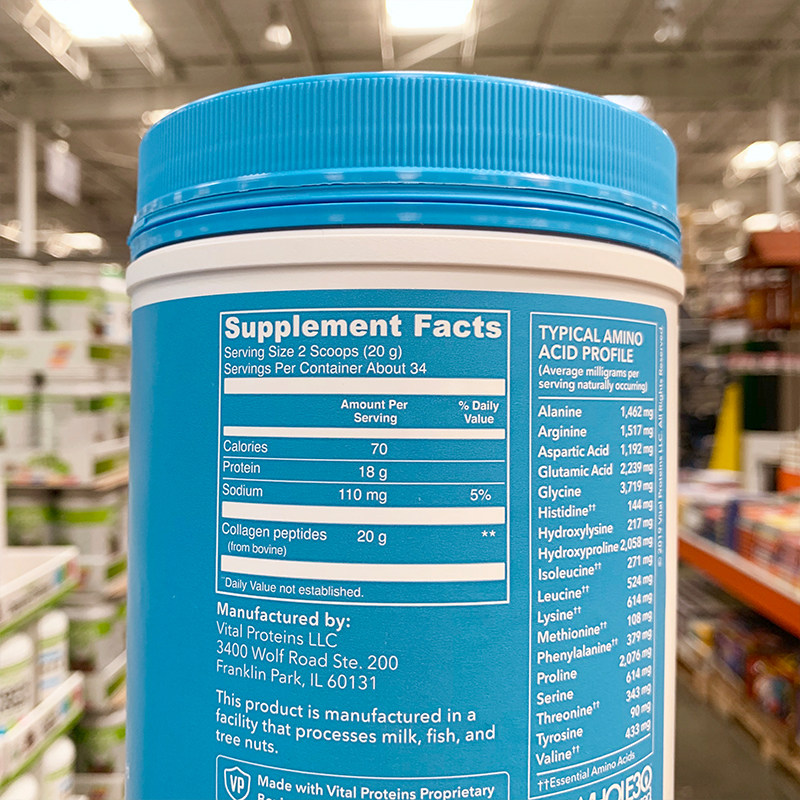 Supplement Facts
Serving Size 2 Scoops (20 g)
Servings Per Container About 34
Amount Per Serving % Daily Value
Calories 70
Protein 18 g
Sodium 110 mg 5%
Collagen peptides 20 g **
(from bovine)
Daily Value not established.
Manufactured by:
Vital Proteins LLC
3400 Wolf Road Ste. 200
Franklin Park, IL 60131
This product is manufactured in a
facility that processes milk, fish, and
tree nuts.
VP
Made with Vital Proteins Proprietary
TYPICAL AMINO
ACID PROFILE
(Average milligrams per
serving naturally occurring)
Alanine 1,462 mg
Arginine 1,517 mg
Aspartic Acid 1,192 mg
Glutamic Acid 2,239 mg
Glycine 3,719 mg
Histidine†† 144 mg
Hydroxylysine 217 mg
Hydroxyproline 2,058 mg
Isoleucine†† 271 mg
Leucine†† 524 mg
Lysine†† 614 mg
Methionine†† 108 mg
Phenylalanine†† 379 mg
Proline 2,076 mg
Serine 614 mg
Threonine†† 343 mg
Tyrosine 90 mg
Valine†† 433 mg
††Essential Amino Acids
WHOLE30
© 2019 Vital Proteins LLC. All Rights Reserved.